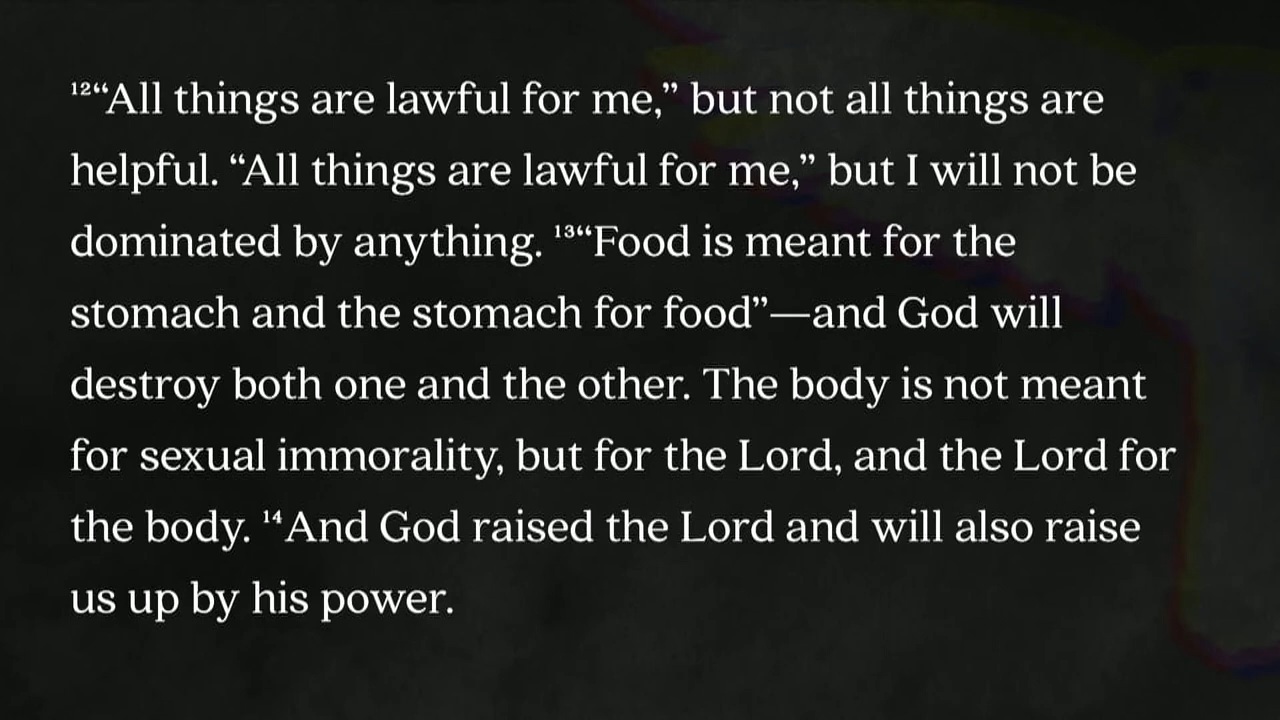 ¹²“All things are lawful for me,” but not all things are
helpful. “All things are lawful for me,” but I will not be
dominated by anything. ¹³“Food is meant for the
stomach and the stomach for food”—and God will
destroy both one and the other. The body is not meant
for sexual immorality, but for the Lord, and the Lord for
the body. ¹⁴And God raised the Lord and will also raise
us up by his power.